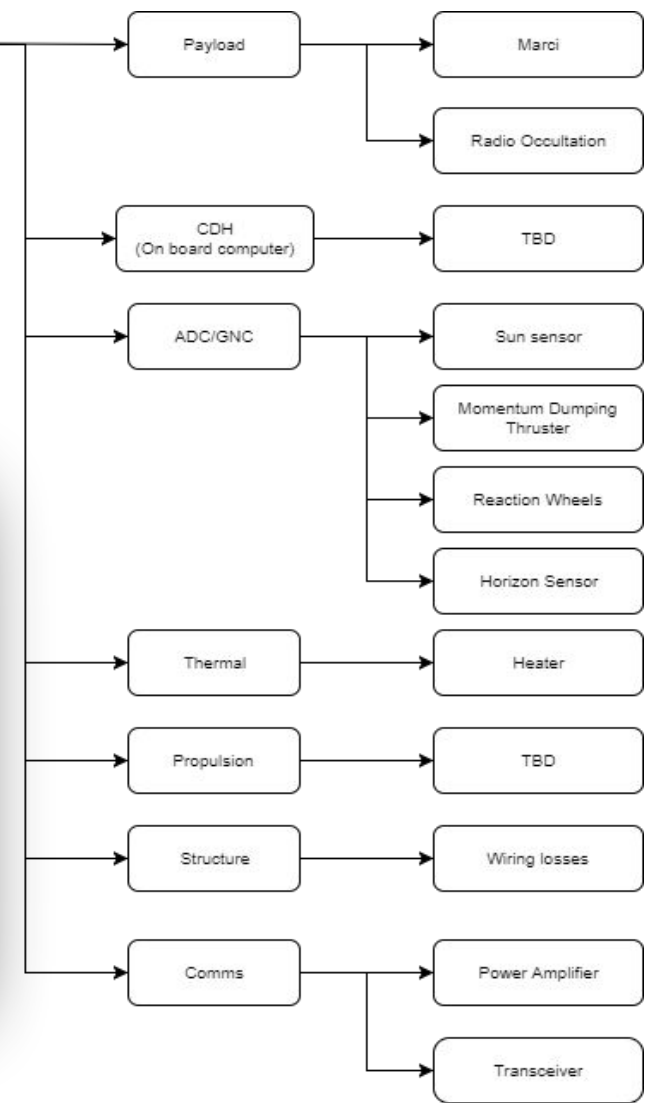 Payload
Marci
Radio Occultation
CDH
(On board computer)
TBD
ADC/GNC
Sun sensor
Momentum Dumping
Thruster
Reaction Wheels
Horizon Sensor
Thermal
Heater
Propulsion
TBD
Structure
Wiring losses
Comms
Power Amplifier
Transceiver